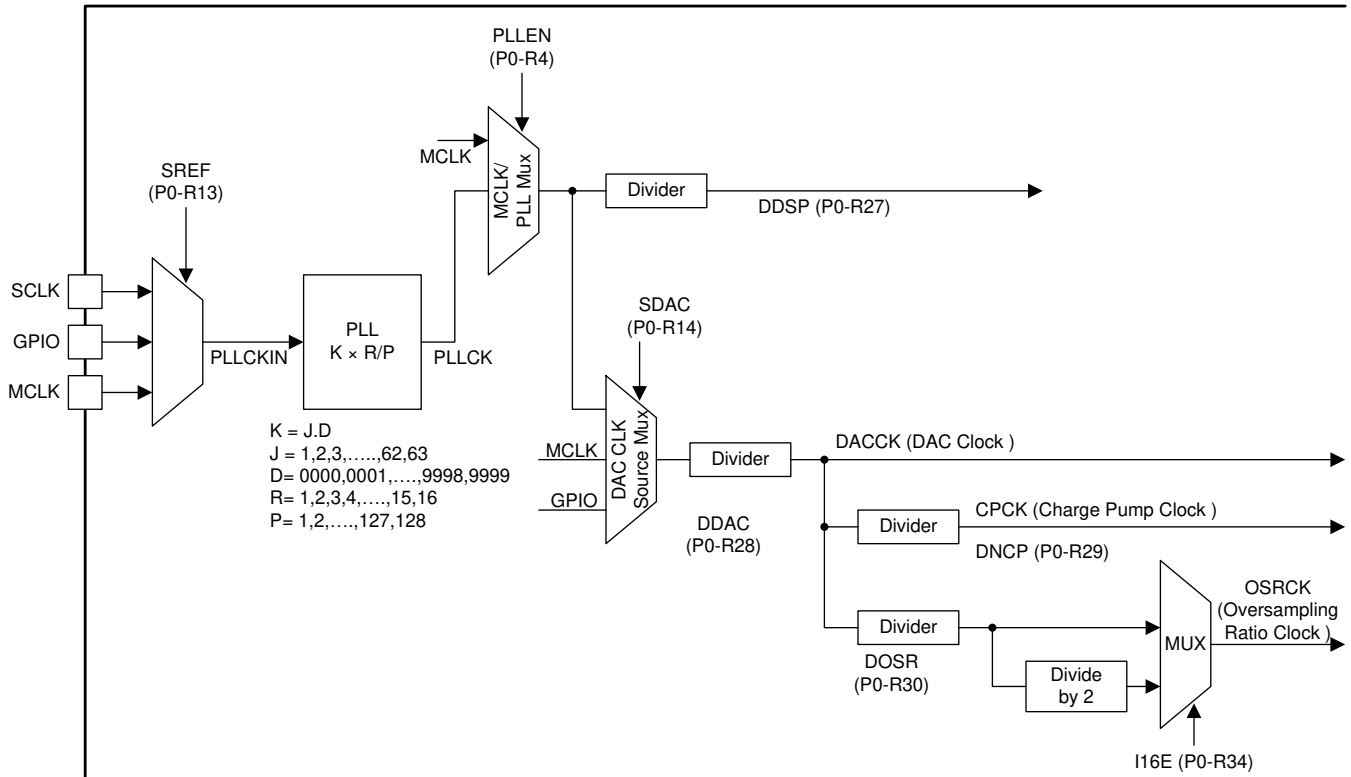 PLLEN
(P0-R4)
MCLK
MCLK/
PLL Mux
SREF
(P0-R13)
Divider
DDSP (P0-R27)
SCLK
GPIO
MCLK
PLLCKIN
PLL
K × R/P
PLLCK
SDAC
(P0-R14)
K = J.D
J = 1,2,3,…..,62,63
D= 0000,0001,….,9998,9999
R= 1,2,3,4,….,15,16
P= 1,2,….,127,128
MCLK
GPIO
DAC CLK
Source Mux
Divider
DDAC
(P0-R28)
DACCK (DAC Clock )
Divider
CPCK (Charge Pump Clock )
DNCP (P0-R29)
Divider
DOSR
(P0-R30)
Divide
by 2
MUX
OSRCK
(Oversampling
Ratio Clock )
I16E (P0-R34)